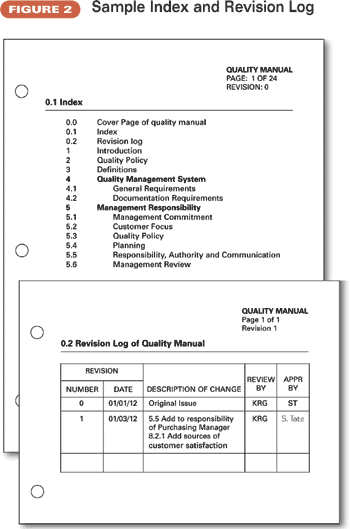 FIGURE 2 Sample Index and Revision Log
QUALITY MANUAL
PAGE: 1 OF 24
REVISION: 0
0.1 Index
0.0 Cover Page of quality manual
0.1 Index
0.2 Revision log
1 Introduction
2 Quality Policy
3 Definitions
4 Quality Management System
4.1 General Requirements
4.2 Documentation Requirements
5 Management Responsibility
5.1 Management Commitment
5.2 Customer Focus
5.3 Quality Policy
5.4 Planning
5.5 Responsibility, Authority and Communication
5.6 Management Review
QUALITY MANUAL
Page 1 of 1
Revision 1
0.2 Revision Log of Quality Manual
REVISION
NUMBER DATE DESCRIPTION OF CHANGE REVIEW BY APPR BY
0 01/01/12 Original Issue KRG ST
1 01/03/12 5.5 Add to responsibility KRG S. Tate
of Purchasing Manager
8.2.1 Add sources of
customer satisfaction